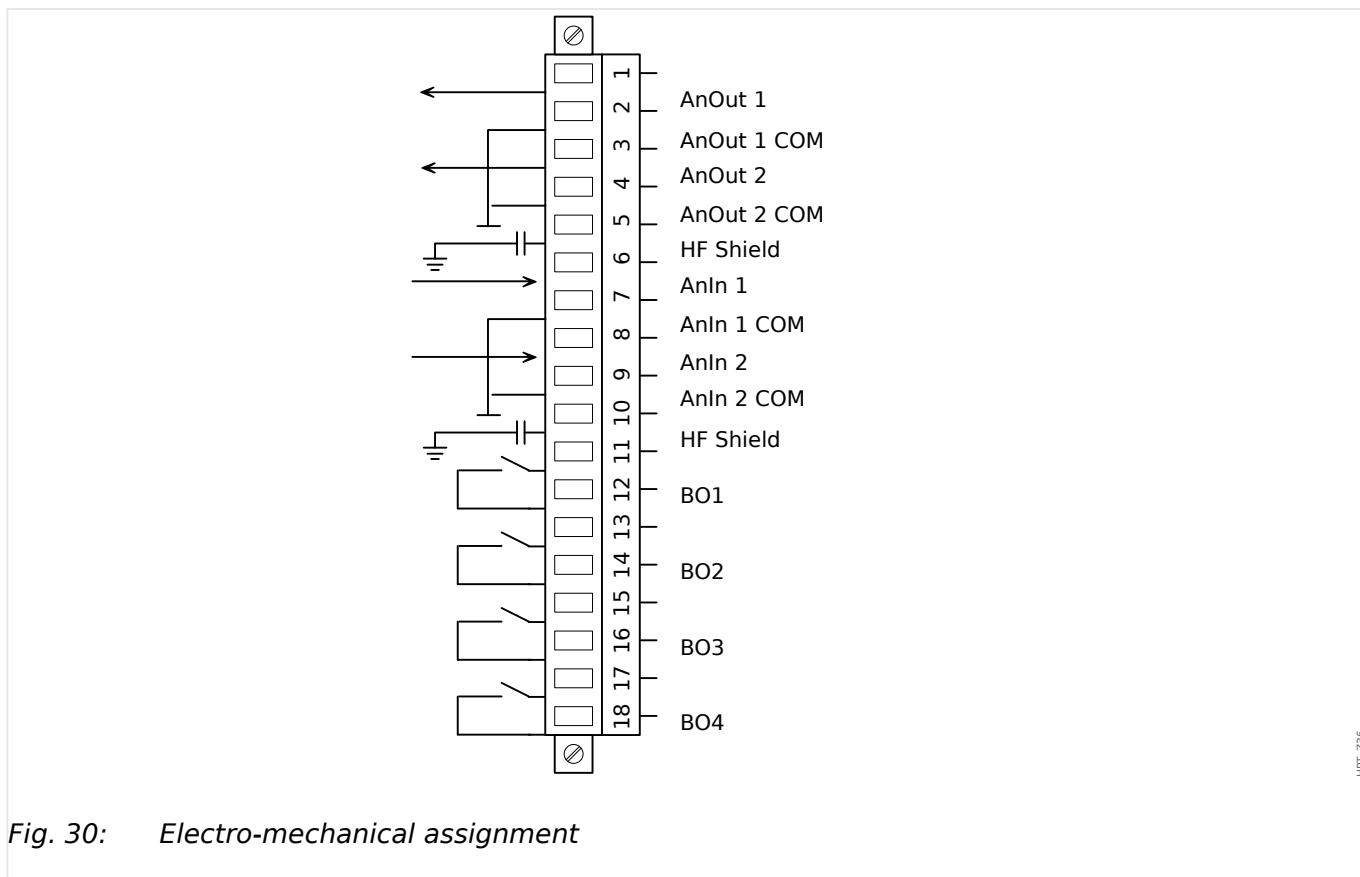 1
2
AnOut 1
3
AnOut 1 COM
4
AnOut 2
5
AnOut 2 COM
6
HF Shield
7
AnIn 1
8
AnIn 1 COM
9
AnIn 2
10
AnIn 2 COM
11
HF Shield
12
BO1
13
14
BO2
15
16
BO3
17
18
BO4
Fig. 30: Electro-mechanical assignment